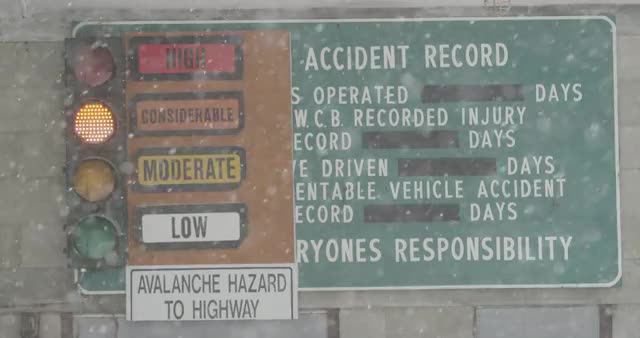 HIGH
CONSIDERABLE
MODERATE
LOW
AVALANCHE HAZARD
TO HIGHWAY
ACCIDENT RECORD
S OPERATED DAYS
W.C.B. RECORDED INJURY
ECORD DAYS
VE DRIVEN DAYS
ENTABLE VEHICLE ACCIDENT
ECORD DAYS
RYONES RESPONSIBILITY